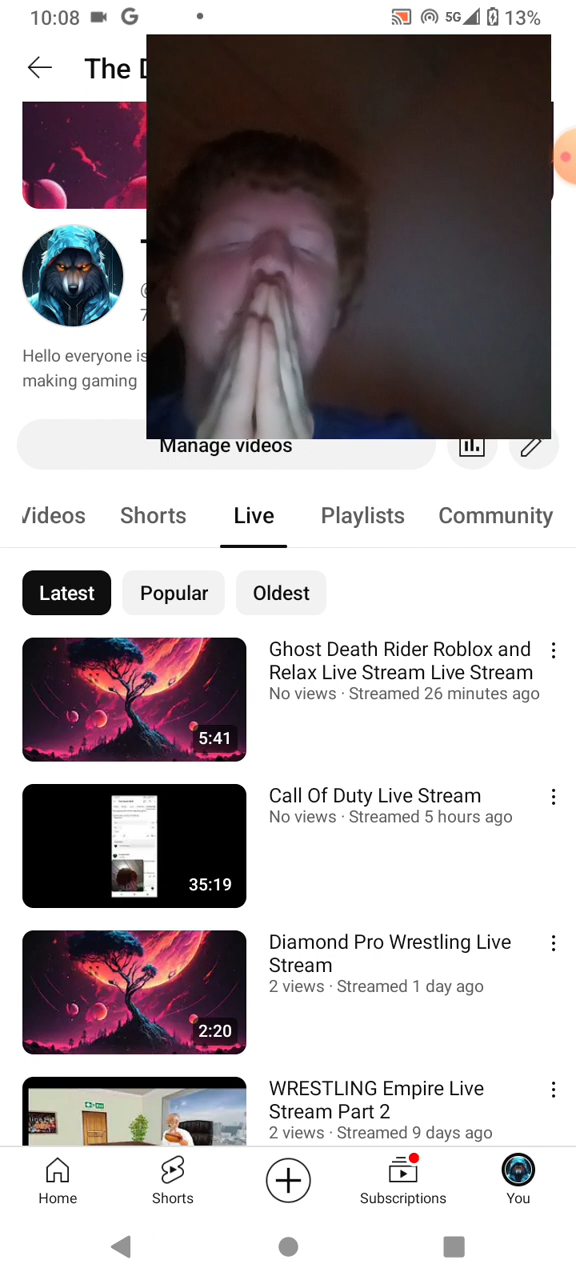 10:08
5G
13%
The D
Hello everyone is
making gaming
Manage videos
Videos
Shorts
Live
Playlists
Community
Latest
Popular
Oldest
Ghost Death Rider Roblox and
Relax Live Stream Live Stream
No views · Streamed 26 minutes ago
5:41
Call Of Duty Live Stream
No views · Streamed 5 hours ago
35:19
Diamond Pro Wrestling Live
Stream
2 views · Streamed 1 day ago
2:20
WRESTLING Empire Live
Stream Part 2
2 views · Streamed 9 days ago
Home
Shorts
Subscriptions
You